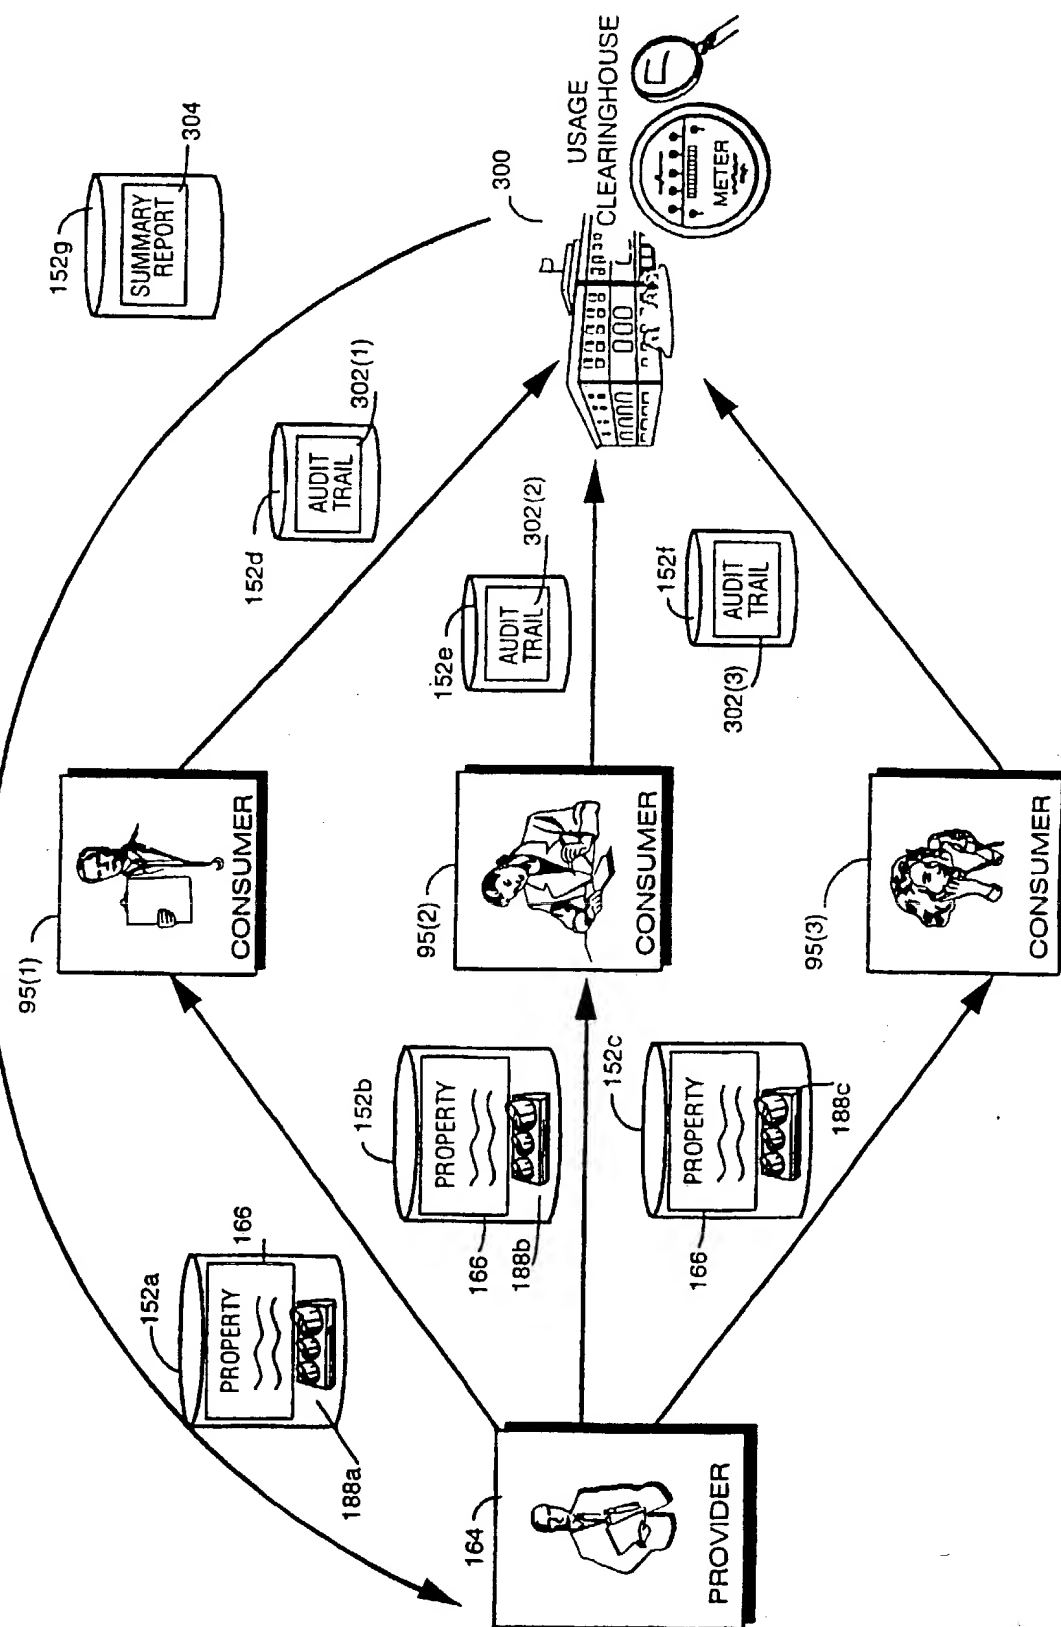 152g
SUMMARY
REPORT
304
300
USAGE
CLEARINGHOUSE
METER
152d
AUDIT
TRAIL
302(1)
152e
AUDIT
TRAIL
302(2)
152f
AUDIT
TRAIL
302(3)
95(1)
CONSUMER
95(2)
CONSUMER
95(3)
CONSUMER
152a
166
PROPERTY
188a
152b
PROPERTY
166
188b
152c
PROPERTY
166
188c
164
PROVIDER